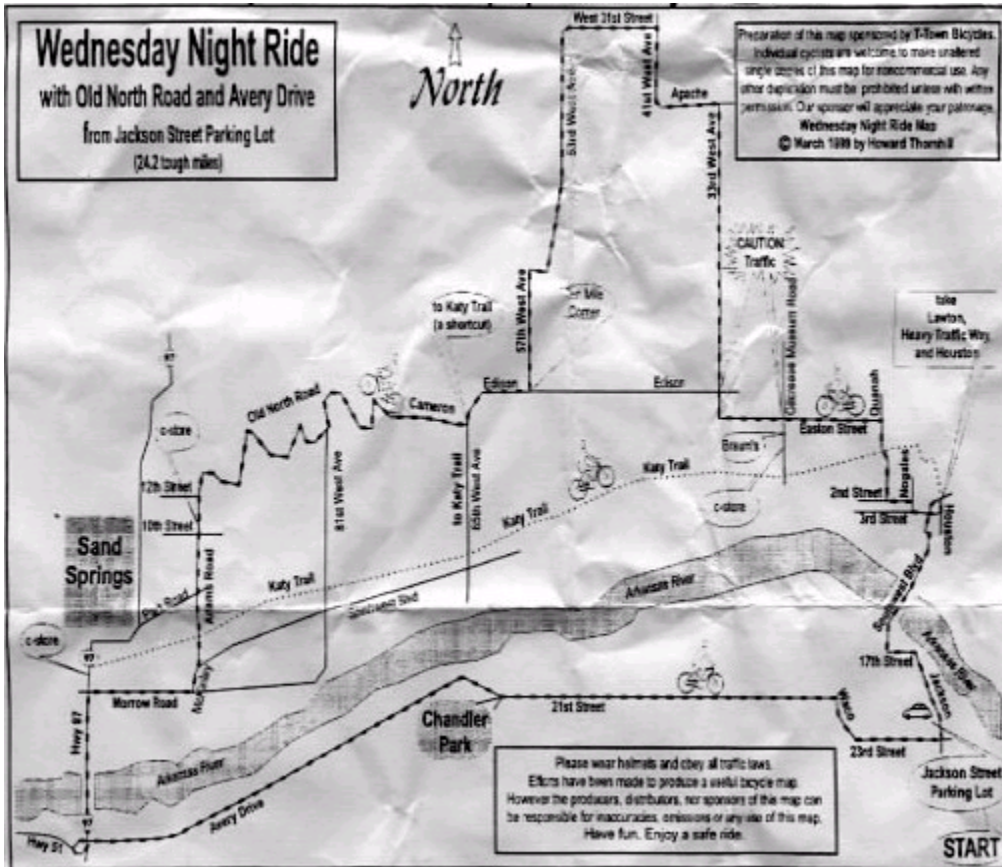 Wednesday Night Ride
with Old North Road and Avery Drive
from Jackson Street Parking Lot
(24.2 tough miles)
North
West 31st Street
53rd West Ave
41st West Ave
Apache
33rd West Ave
Preparation of this map sponsored by T-Town Bicycles.
Individual cyclists are welcome to make unaltered
single copies of this map for noncommercial use. Any
other duplication must be prohibited unless with written
permission. Our sponsor will appreciate your patronage.
Wednesday Night Ride Map
© March 1999 by Howard Thornhill
CAUTION:
Traffic
Gilcrease Museum Road
to Katy Trail
(a shortcut)
57th West Ave
Mile
Corner
take
Lawton,
Heavy Traffic Way,
and Houston
97
c-store
Old North Road
Cameron
Edison
Edison
Easton Street
Quanah
Braum's
c-store
12th Street
10th Street
81st West Ave
to Katy Trail
65th West Ave
Katy Trail
Katy Trail
Katy Trail
2nd Street
Nogales
3rd Street
Houston
Sand
Springs
Road
Road
Blvd
Arkansas River
Southwest Blvd
Arkansas River
c-store
97
McKinley
Morrow Road
17th Street
Jackson
Hwy 97
Chandler
Park
21st Street
Waco
23rd Street
Arkansas River
Avery Drive
97
Hwy 51
Please wear helmets and obey all traffic laws.
Efforts have been made to produce a useful bicycle map.
However the producers, distributors, nor sponsors of this map can
be responsible for inaccuracies, omissions or any use of this map.
Have fun. Enjoy a safe ride.
Jackson Street
Parking Lot
START